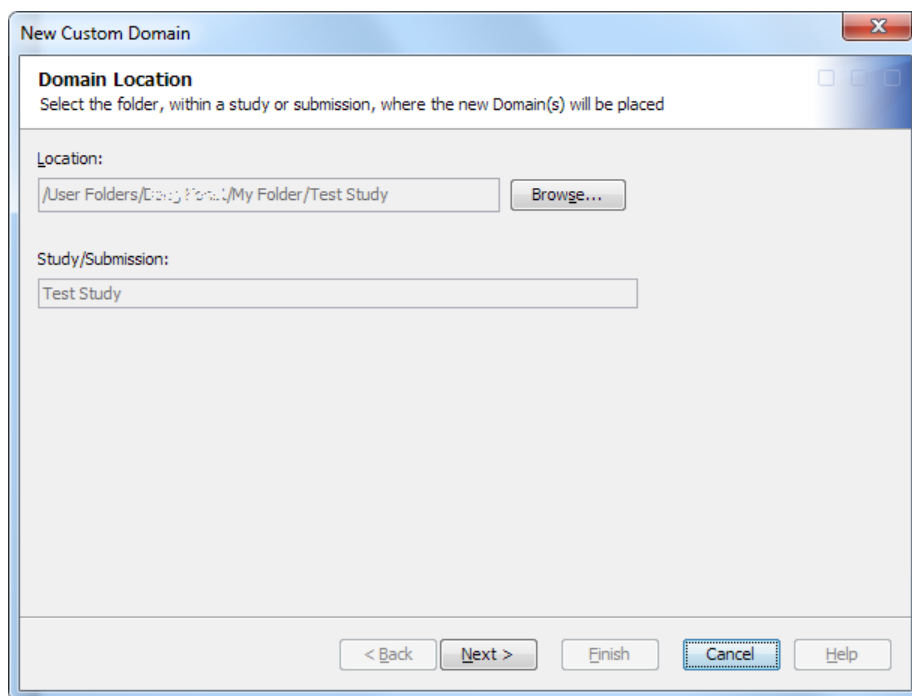 New Custom Domain
Domain Location
Select the folder, within a study or submission, where the new Domain(s) will be placed
Location:
/User Folders/ /My Folder/Test Study
Browse...
Study/Submission:
Test Study
< Back
Next >
Finish
Cancel
Help